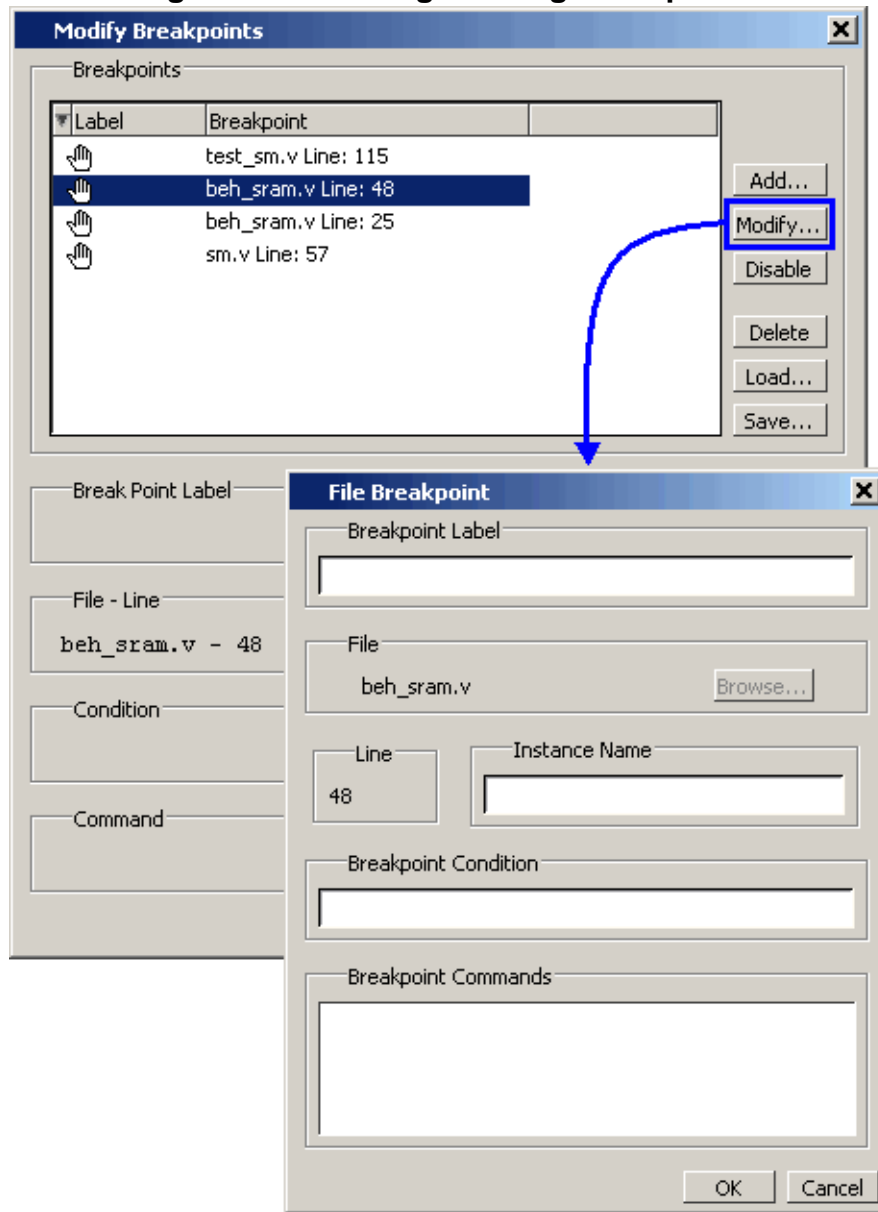 Modify Breakpoints
Breakpoints
Label Breakpoint
test_sm.v Line: 115
beh_sram.v Line: 48
beh_sram.v Line: 25
sm.v Line: 57
Add...
Modify...
Disable
Delete
Load...
Save...
Break Point Label
File - Line
beh_sram.v - 48
Condition
Command
File Breakpoint
Breakpoint Label
File
beh_sram.v Browse...
Line Instance Name
48
Breakpoint Condition
Breakpoint Commands
OK Cancel